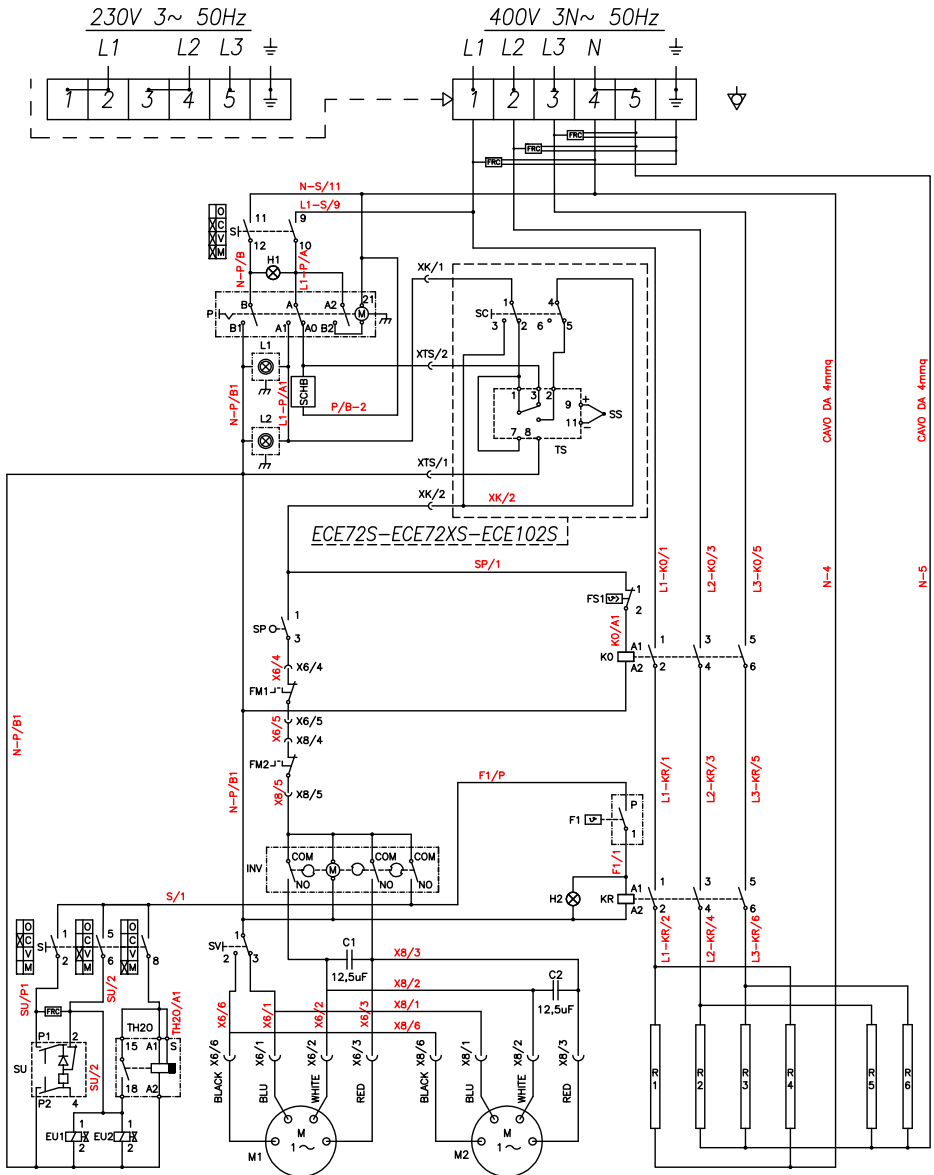 230V 3~ 50Hz
400V 3N~ 50Hz
L1 L2 L3
L1 L2 L3 N
1 2 3 4 5
1 2 3 4 5
FRC
FRC
FRC
N-S/11
L1-S/9
O
C
V
M
S
11
9
12
10
N-P/B
H1
L1-P/A
XK/1
P
B
A
A2
21
M
B1
A1
A0
B2
L1
SCHB
XTS/2
N-P/B1
L1-P/A1
P/B-2
L2
SC
1
4
3
2
6
5
1
3
2
9
+
SS
11
-
7
8
TS
XTS/1
XK/2
XK/2
ECE72S-ECE72XS-ECE102S
CAVO DA 4mmq
CAVO DA 4mmq
L1-K0/1
L2-K0/3
L3-K0/5
N-4
N-5
SP/1
FS1
1
2
K0/A1
SP
1
3
K0
A1
A2
1
3
5
2
4
6
X6/4
X6/4
FM1
X6/5
X6/5
X8/4
FM2
X8/5
X8/5
N-P/B1
N-P/B1
F1/P
L1-KR/1
L2-KR/3
L3-KR/5
F1
P
1
F1/1
INV
COM
M
COM
COM
NO
NO
NO
H2
KR
A1
A2
1
3
5
2
4
6
L1-KR/2
L2-KR/4
L3-KR/6
S/1
O
C
V
M
S
1
2
O
C
V
M
5
6
O
C
V
M
8
SV
1
2
3
C1
12,5uF
X8/3
X8/2
C2
12,5uF
X8/1
X8/6
SU/P1
SU/2
TH20/A1
FRC
X6/6
X6/1
X6/2
X6/3
P1
2
SU
P2
4
SU/2
TH20
15
A1
S
18
A2
X6/6
X6/1
X6/2
X6/3
X8/6
X8/1
X8/2
X8/3
BLACK
BLU
WHITE
RED
BLACK
BLU
WHITE
RED
EU1
1
2
EU2
1
2
M
1~
M1
M
1~
M2
R1
R2
R3
R4
R5
R6